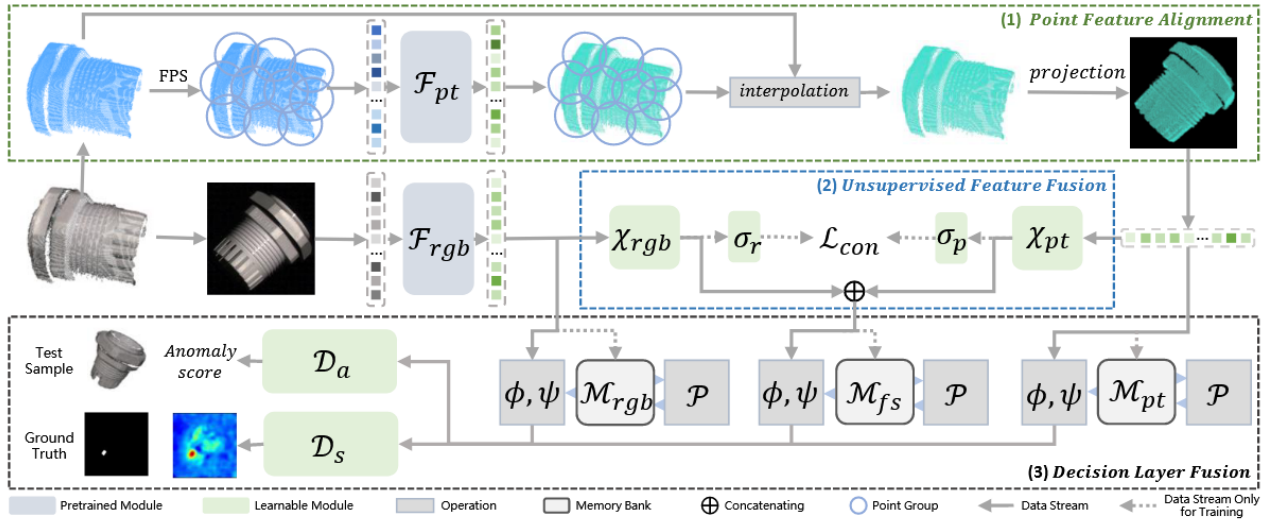 (1) Point Feature Alignment
FPS
ℱpt
interpolation
projection
(2) Unsupervised Feature Fusion
ℱrgb
χrgb
σr
ℒcon
σp
χpt
Test Sample
Anomaly score
𝒟a
ϕ, ψ
ℳrgb
𝒫
ϕ, ψ
ℳfs
𝒫
ϕ, ψ
ℳpt
𝒫
Ground Truth
𝒟s
(3) Decision Layer Fusion
Pretrained Module
Learnable Module
Operation
Memory Bank
Concatenating
Point Group
Data Stream
Data Stream Only
for Training